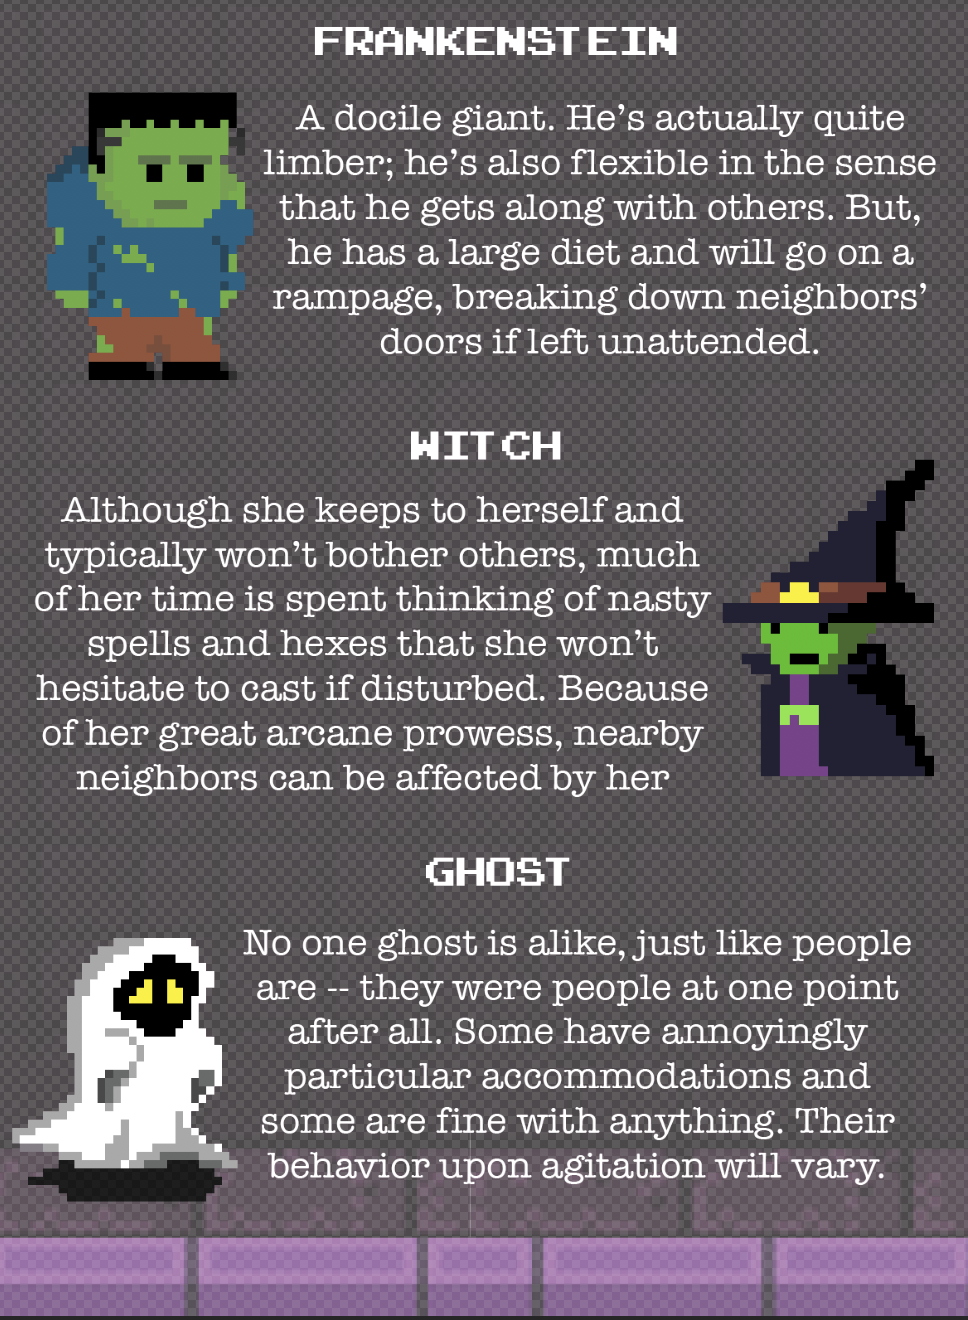 FRANKENSTEIN
A docile giant. He’s actually quite
limber; he’s also flexible in the sense
that he gets along with others. But,
he has a large diet and will go on a
rampage, breaking down neighbors’
doors if left unattended.
WITCH
Although she keeps to herself and
typically won’t bother others, much
of her time is spent thinking of nasty
spells and hexes that she won’t
hesitate to cast if disturbed. Because
of her great arcane prowess, nearby
neighbors can be affected by her
GHOST
No one ghost is alike, just like people
are -- they were people at one point
after all. Some have annoyingly
particular accommodations and
some are fine with anything. Their
behavior upon agitation will vary.